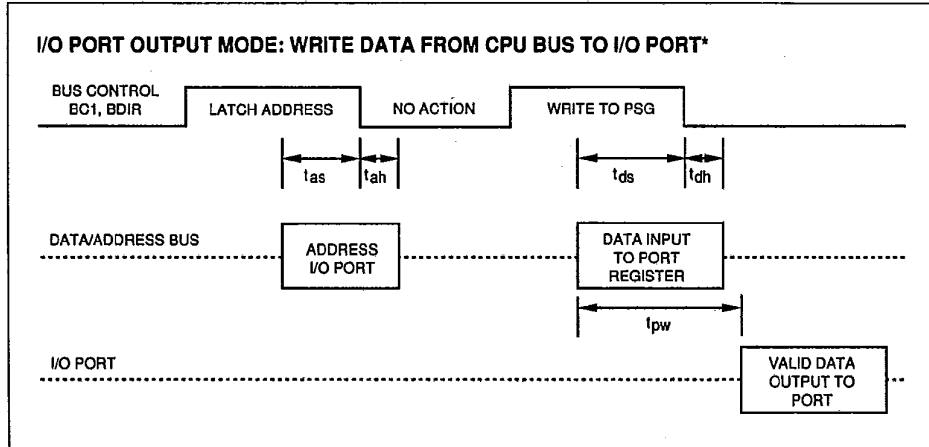 I/O PORT OUTPUT MODE: WRITE DATA FROM CPU BUS TO I/O PORT*
BUS CONTROL
BC1, BDIR
LATCH ADDRESS
NO ACTION
WRITE TO PSG
tas
tah
tds
tdh
DATA/ADDRESS BUS
ADDRESS
I/O PORT
DATA INPUT
TO PORT
REGISTER
tpw
I/O PORT
VALID DATA
OUTPUT TO
PORT